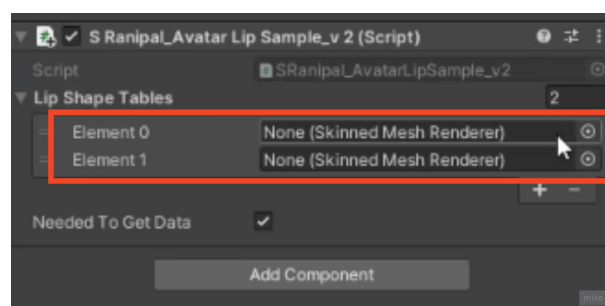 S Ranipal_Avatar Lip Sample_v 2 (Script)
Script SRanipal_AvatarLipSample_v2
Lip Shape Tables 2
Element 0 None (Skinned Mesh Renderer)
Element 1 None (Skinned Mesh Renderer)
+ −
Needed To Get Data
Add Component
miro